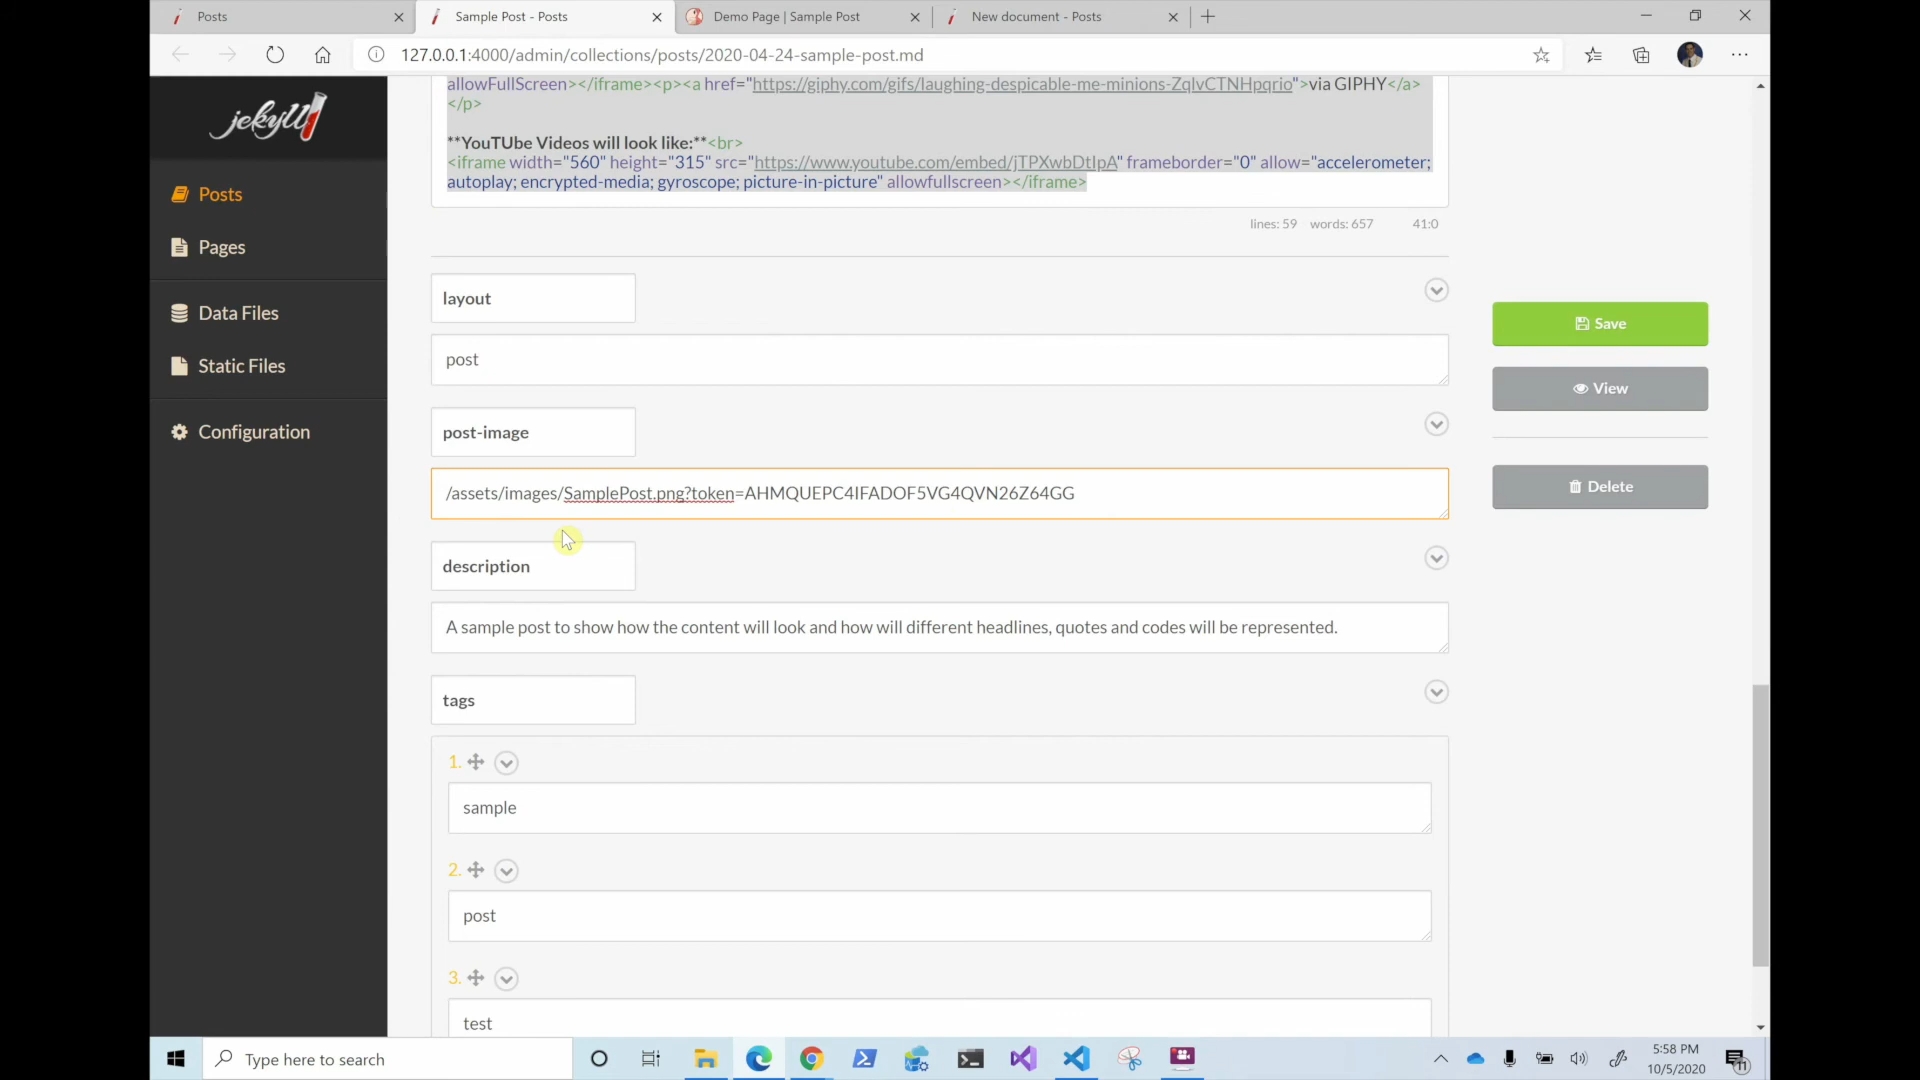 Posts
Sample Post - Posts
Demo Page | Sample Post
New document - Posts
127.0.0.1:4000/admin/collections/posts/2020-04-24-sample-post.md
jekyll
Posts
Pages
Data Files
Static Files
Configuration
allowFullScreen></iframe><p><a href="https://giphy.com/gifs/laughing-despicable-me-minions-ZqlvCTNHpqrio">via GIPHY</a>
</p>
**YouTUbe Videos will look like:**<br>
<iframe width="560" height="315" src="https://www.youtube.com/embed/jTPXwbDtIpA" frameborder="0" allow="accelerometer;
autoplay; encrypted-media; gyroscope; picture-in-picture" allowfullscreen></iframe>
lines: 59 words: 657 41:0
layout
post
post-image
/assets/images/SamplePost.png?token=AHMQUEPC4IFADOF5VG4QVN26Z64GG
description
A sample post to show how the content will look and how will different headlines, quotes and codes will be represented.
tags
1.
sample
2.
post
3.
test
Save
View
Delete
Type here to search
5:58 PM
10/5/2020
11